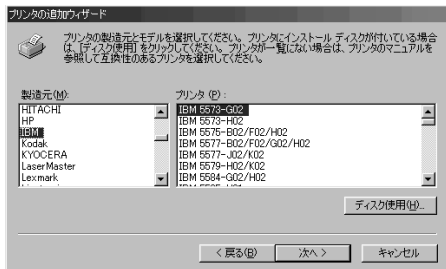 プリンタの追加ウィザード
プリンタの製造元とモデルを選択してください。プリンタにインストール ディスクが付いている場合
は、[ディスク使用] をクリックしてください。プリンタが一覧にない場合は、プリンタのマニュアルを
参照して互換性のあるプリンタを選択してください。
製造元(M):
プリンタ (P) :
HITACHI
HP
IBM
Kodak
KYOCERA
LaserMaster
Lexmark
IBM 5573-G02
IBM 5573-H02
IBM 5575-B02/F02/H02
IBM 5577-B02/F02/G02/H02
IBM 5577-J02/K02
IBM 5579-H02/K02
IBM 5584-G02/H02
ディスク使用(H)...
< 戻る(B)
次へ >
キャンセル